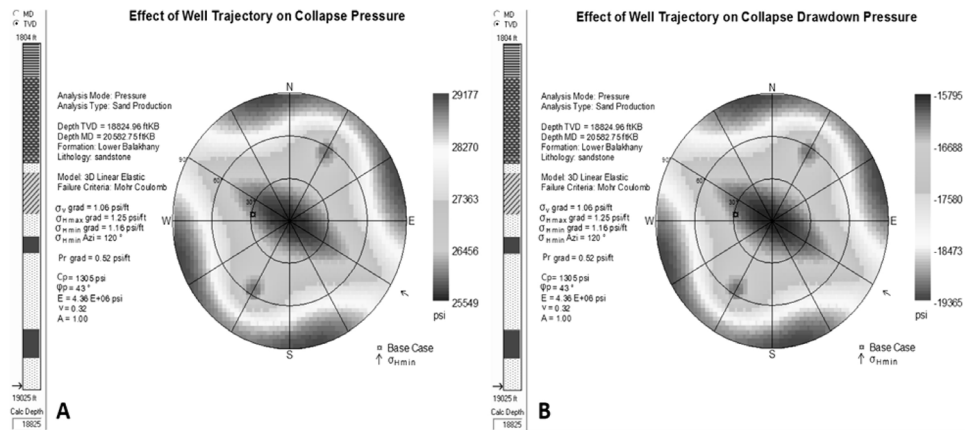 Effect of Well Trajectory on Collapse Pressure
MD
TVD
1804 ft
Analysis Mode: Pressure
Analysis Type: Sand Production
Depth TVD = 18824.96 ftKB
Depth MD = 20582.75 ftKB
Formation: Lower Balakhany
Lithology: sandstone
Model: 3D Linear Elastic
Failure Criteria: Mohr Coulomb
σv grad = 1.06 psi/ft
σHmax grad = 1.25 psi/ft
σHmin grad = 1.16 psi/ft
σHmin Azi = 120 °
Pr grad = 0.52 psi/ft
Cp = 1305 psi
φp = 43 °
E = 4.36 E+06 psi
ν = 0.32
A = 1.00
N
90
60
30
W
E
S
29177
28270
27363
26456
25549
psi
Base Case
σHmin
19025 ft
Calc Depth
18825
A
Effect of Well Trajectory on Collapse Drawdown Pressure
MD
TVD
1804 ft
Analysis Mode: Pressure
Analysis Type: Sand Production
Depth TVD = 18824.96 ftKB
Depth MD = 20582.75 ftKB
Formation: Lower Balakhany
Lithology: sandstone
Model: 3D Linear Elastic
Failure Criteria: Mohr Coulomb
σv grad = 1.06 psi/ft
σHmax grad = 1.25 psi/ft
σHmin grad = 1.16 psi/ft
σHmin Azi = 120 °
Pr grad = 0.52 psi/ft
Cp = 1305 psi
φp = 43 °
E = 4.36 E+06 psi
ν = 0.32
A = 1.00
N
90
60
30
W
E
S
-15795
-16688
-17580
-18473
-19365
psi
Base Case
σHmin
19025 ft
Calc Depth
18825
B